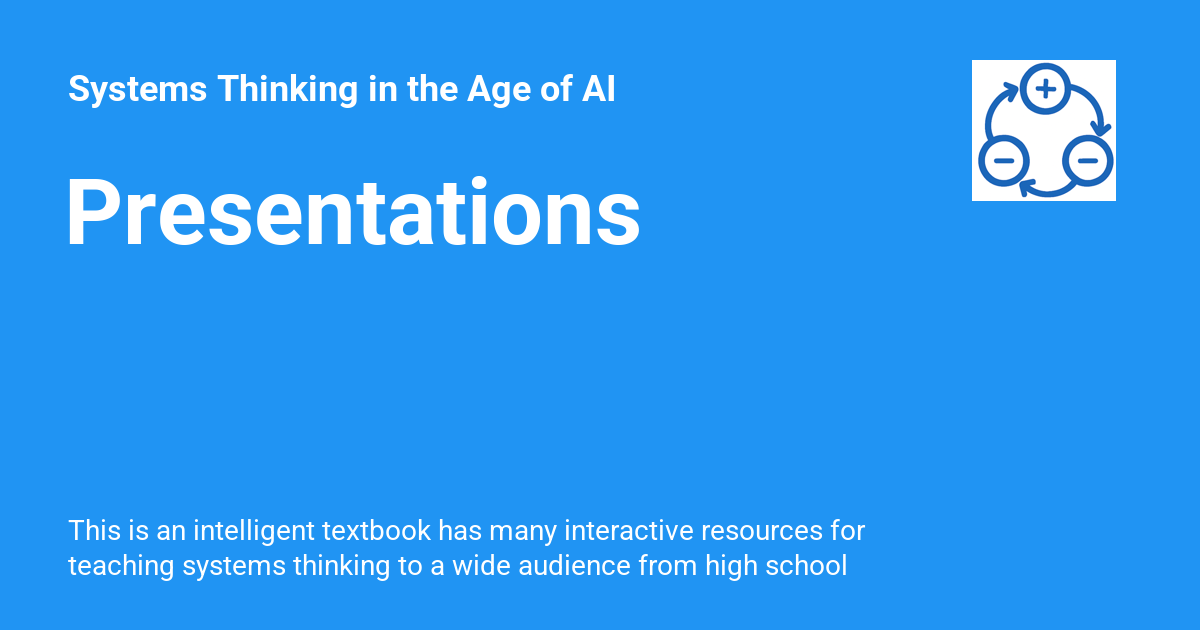 Systems Thinking in the Age of AI
Presentations
This is an intelligent textbook has many interactive resources for
teaching systems thinking to a wide audience from high school